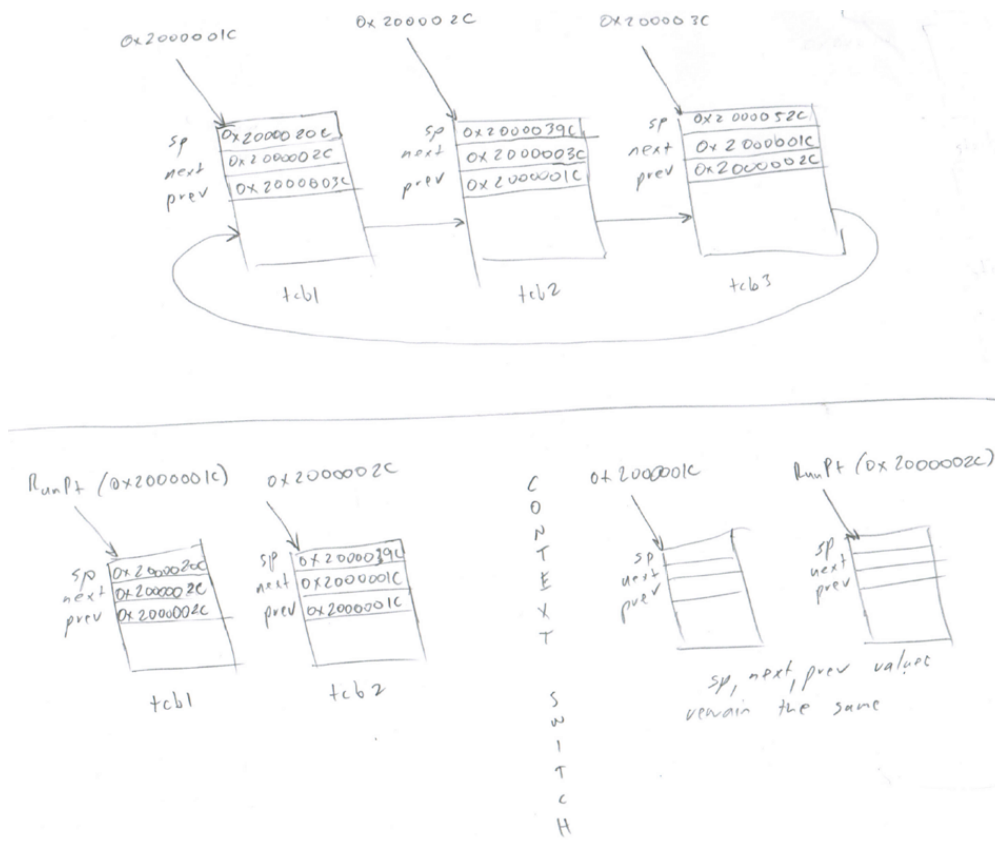 0x2000001C
0x2000002C
0x2000003C
sp 0x2000020C
next 0x2000002C
prev 0x2000003C
tcb1
sp 0x2000039C
next 0x2000003C
prev 0x2000001C
tcb2
sp 0x2000052C
next 0x2000001C
prev 0x2000002C
tcb3
RunPt (0x2000001C)
sp 0x2000020C
next 0x2000002C
prev 0x2000002C
tcb1
0x2000002C
sp 0x2000039C
next 0x2000001C
prev 0x2000001C
tcb2
C
O
N
T
E
X
T
S
W
I
T
C
H
0x2000001C
sp
next
prev
RunPt (0x2000002C)
sp
next
prev
sp, next, prev values
remain the same